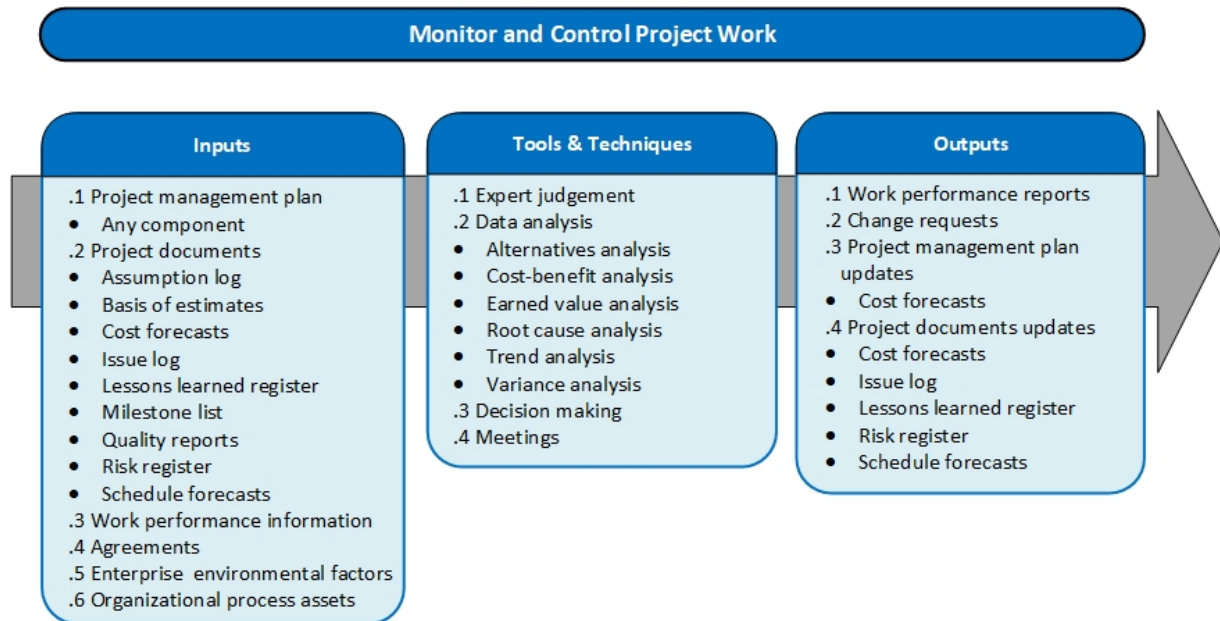 Monitor and Control Project Work
Inputs
.1 Project management plan
• Any component
.2 Project documents
• Assumption log
• Basis of estimates
• Cost forecasts
• Issue log
• Lessons learned register
• Milestone list
• Quality reports
• Risk register
• Schedule forecasts
.3 Work performance information
.4 Agreements
.5 Enterprise environmental factors
.6 Organizational process assets
Tools & Techniques
.1 Expert judgement
.2 Data analysis
• Alternatives analysis
• Cost-benefit analysis
• Earned value analysis
• Root cause analysis
• Trend analysis
• Variance analysis
.3 Decision making
.4 Meetings
Outputs
.1 Work performance reports
.2 Change requests
.3 Project management plan
updates
• Cost forecasts
.4 Project documents updates
• Cost forecasts
• Issue log
• Lessons learned register
• Risk register
• Schedule forecasts